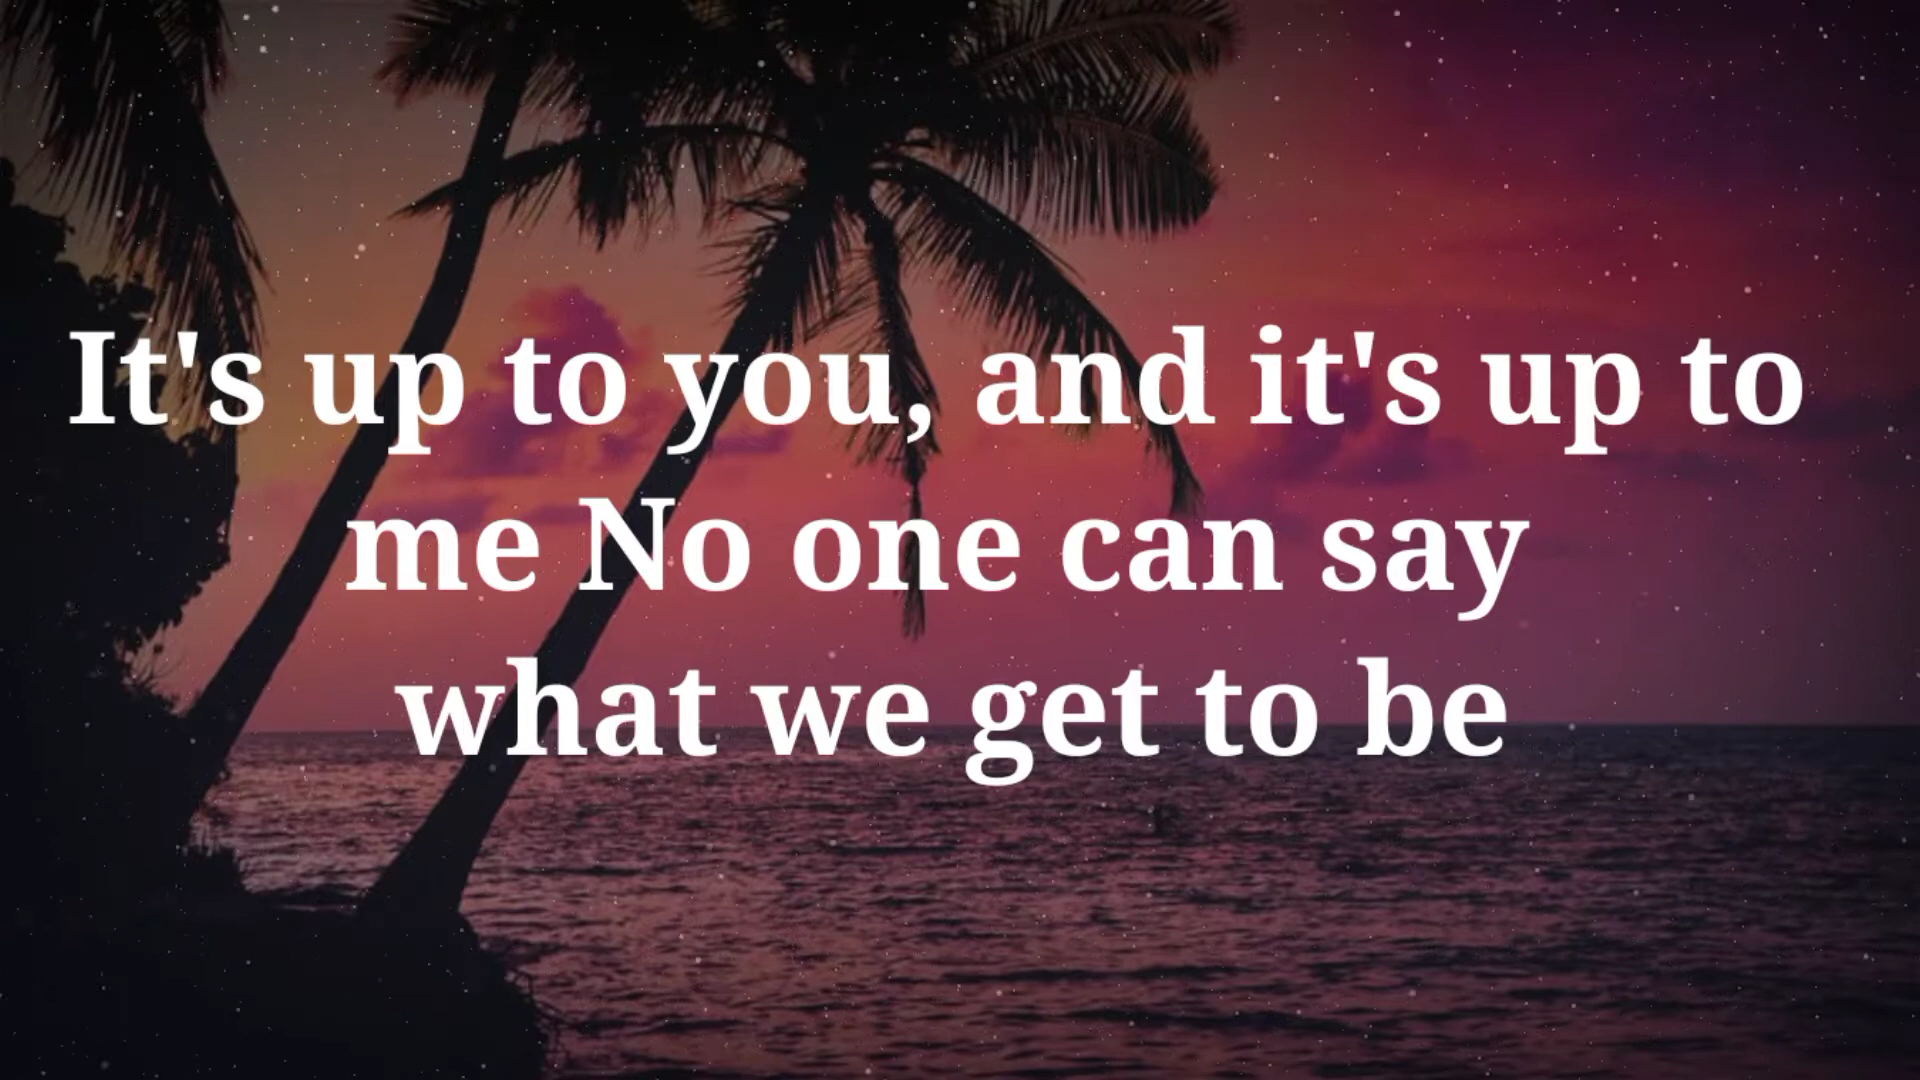 It's up to you, and it's up to
me No one can say
what we get to be